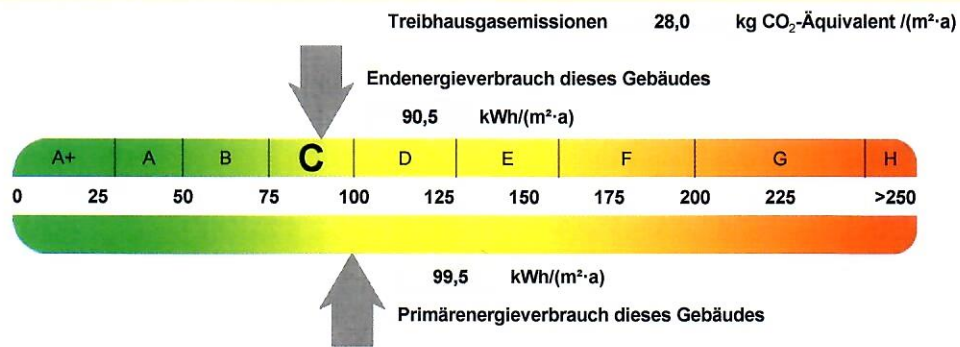 Treibhausgasemissionen 28,0 kg CO₂-Äquivalent /(m²·a)
Endenergieverbrauch dieses Gebäudes
90,5 kWh/(m²·a)
A+ A B C D E F G H
0 25 50 75 100 125 150 175 200 225 >250
99,5 kWh/(m²·a)
Primärenergieverbrauch dieses Gebäudes